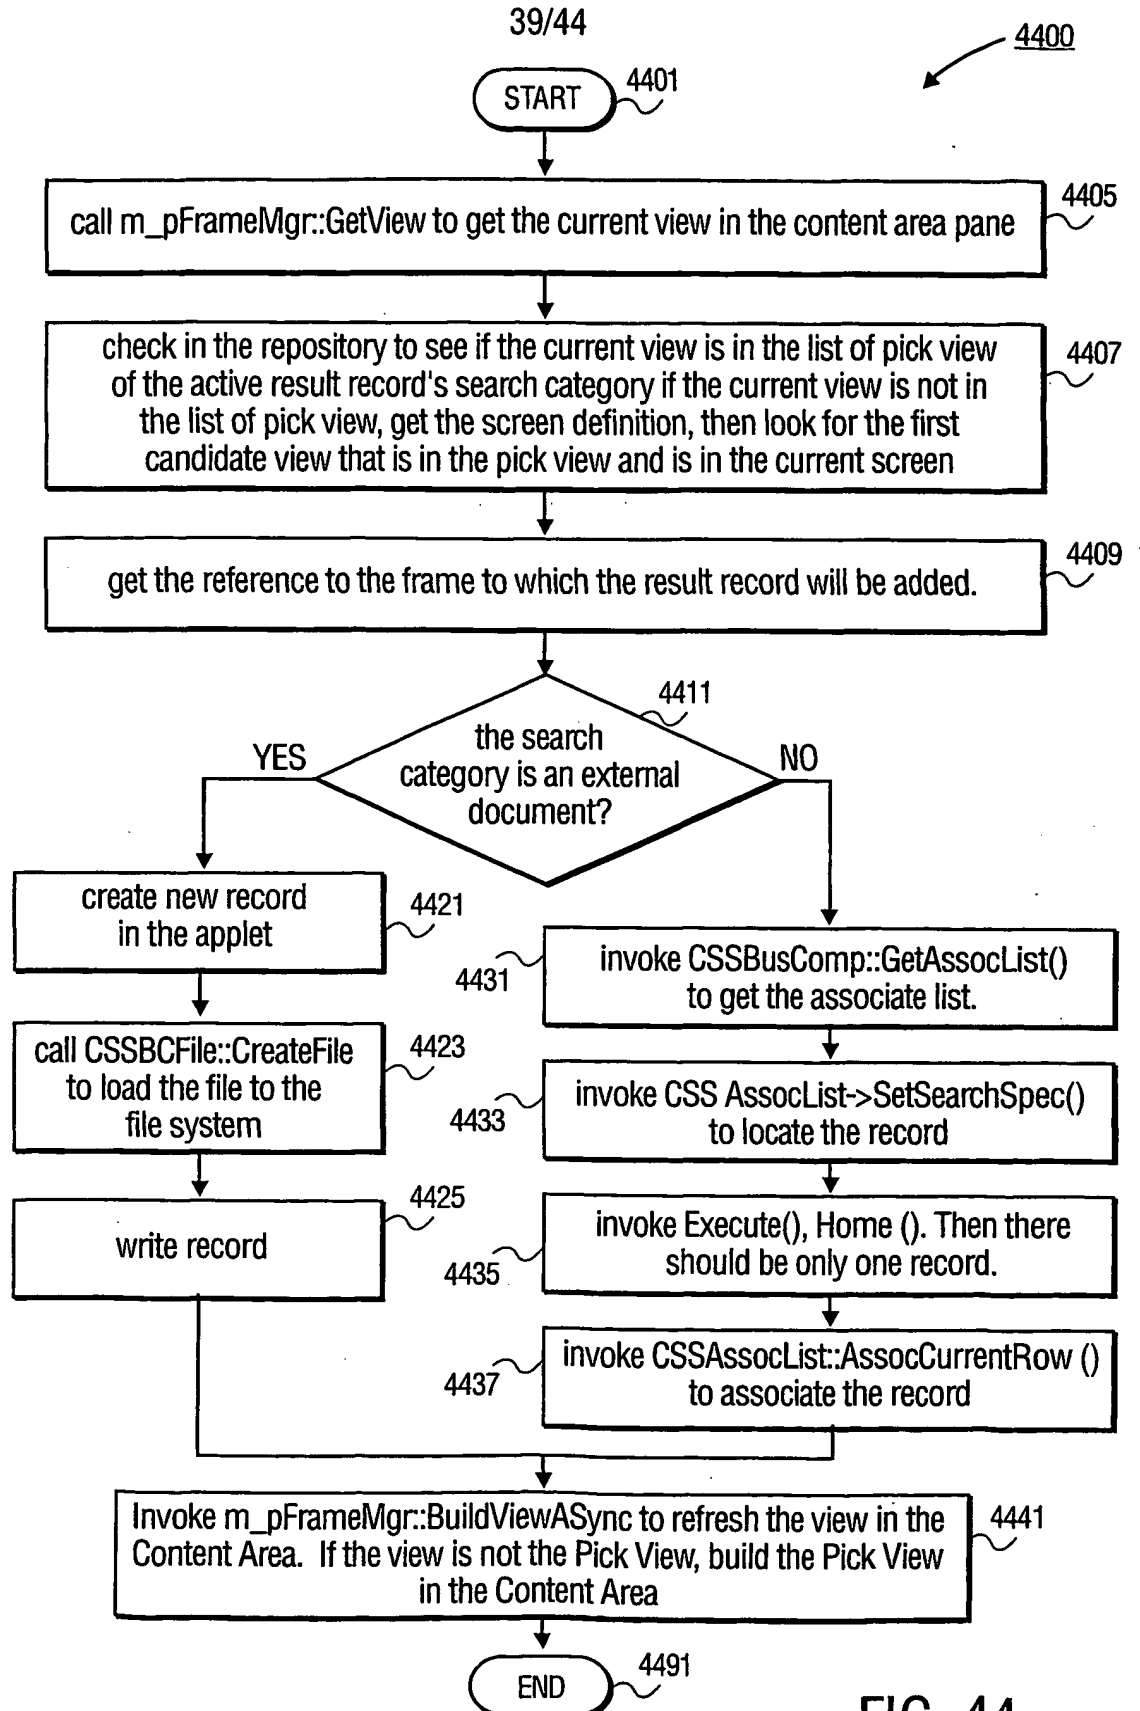 39/44
4400
START
4401
call m_pFrameMgr::GetView to get the current view in the content area pane
4405
check in the repository to see if the current view is in the list of pick view
of the active result record's search category if the current view is not in
the list of pick view, get the screen definition, then look for the first
candidate view that is in the pick view and is in the current screen
4407
get the reference to the frame to which the result record will be added.
4409
4411
the search
category is an external
document?
YES
NO
create new record
in the applet
4421
call CSSBCFile::CreateFile
to load the file to the
file system
4423
write record
4425
invoke CSSBusComp::GetAssocList()
to get the associate list.
4431
invoke CSS AssocList->SetSearchSpec()
to locate the record
4433
invoke Execute(), Home (). Then there
should be only one record.
4435
invoke CSSAssocList::AssocCurrentRow ()
to associate the record
4437
Invoke m_pFrameMgr::BuildViewASync to refresh the view in the
Content Area. If the view is not the Pick View, build the Pick View
in the Content Area
4441
END
4491
FIG. 44